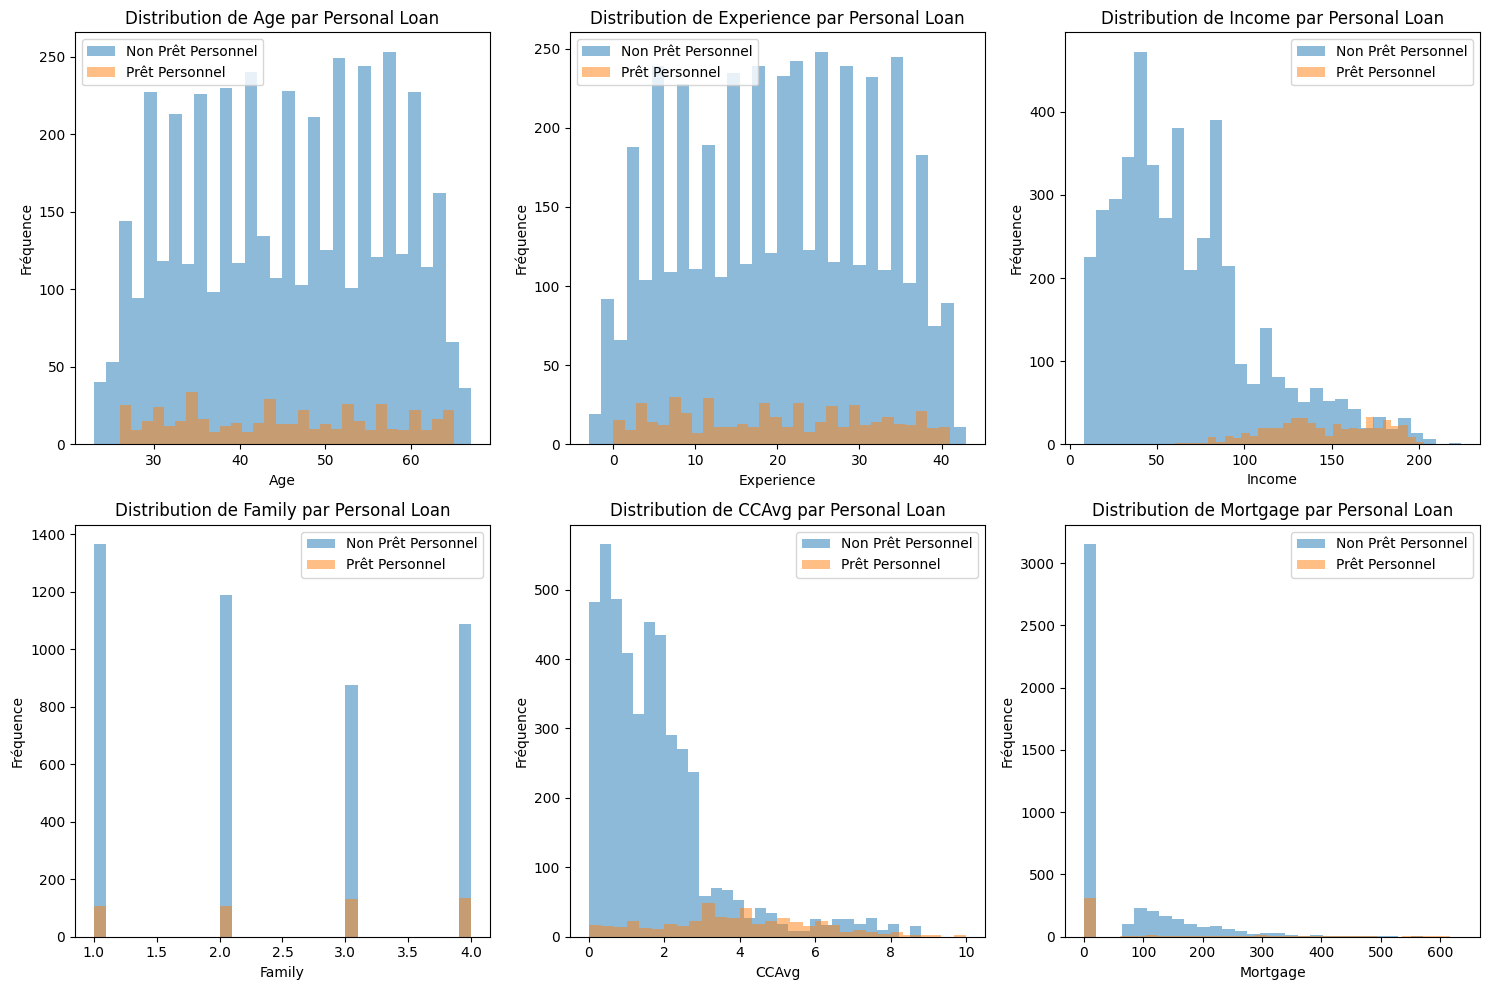 Distribution de Age par Personal Loan
Non Prêt Personnel
Prêt Personnel
Fréquence
250
200
150
100
50
0
30
40
50
60
Age
Distribution de Experience par Personal Loan
Non Prêt Personnel
Prêt Personnel
Fréquence
250
200
150
100
50
0
0
10
20
30
40
Experience
Distribution de Income par Personal Loan
Non Prêt Personnel
Prêt Personnel
Fréquence
400
300
200
100
0
0
50
100
150
200
Income
Distribution de Family par Personal Loan
Non Prêt Personnel
Prêt Personnel
Fréquence
1400
1200
1000
800
600
400
200
0
1.0
1.5
2.0
2.5
3.0
3.5
4.0
Family
Distribution de CCAvg par Personal Loan
Non Prêt Personnel
Prêt Personnel
Fréquence
500
400
300
200
100
0
0
2
4
6
8
10
CCAvg
Distribution de Mortgage par Personal Loan
Non Prêt Personnel
Prêt Personnel
Fréquence
3000
2500
2000
1500
1000
500
0
0
100
200
300
400
500
600
Mortgage